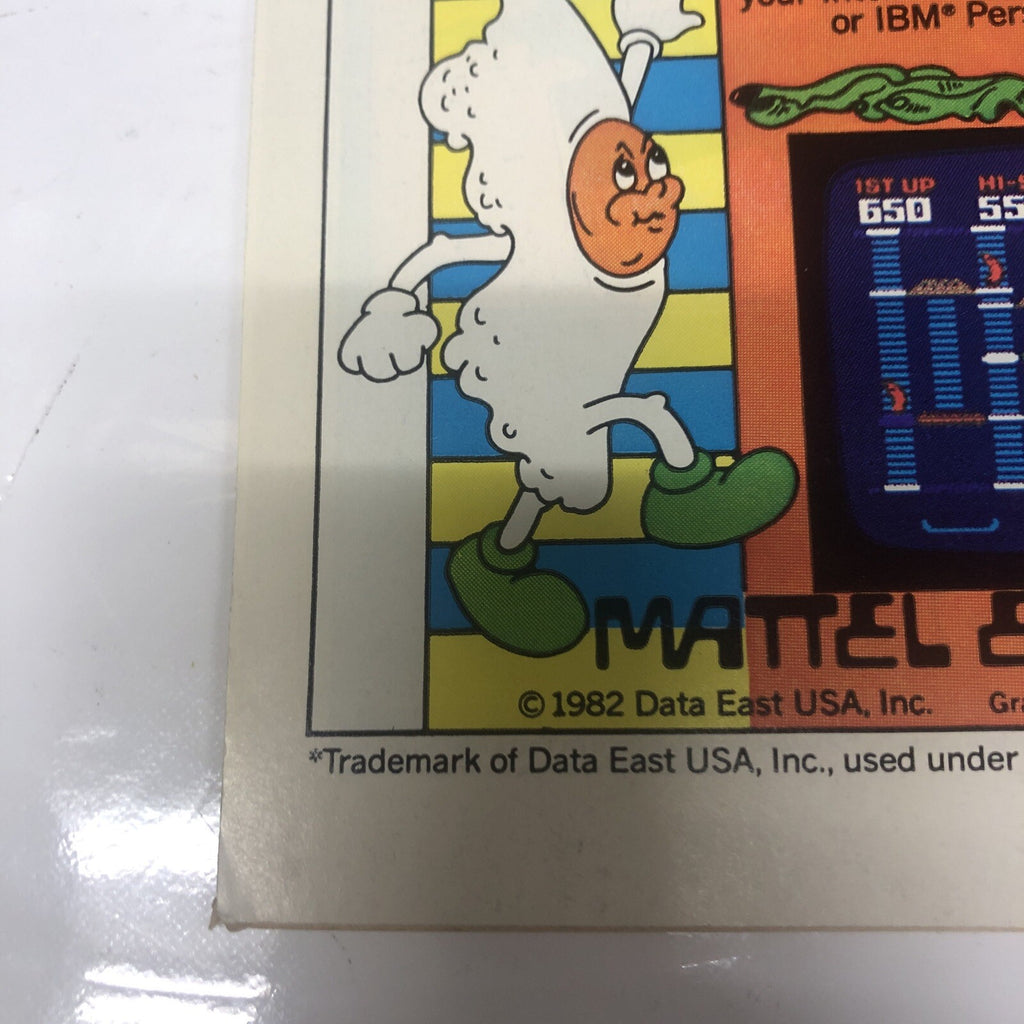 or IBM®
1ST UP
650
MATTEL
© 1982 Data East USA, Inc.
*Trademark of Data East USA, Inc., used under